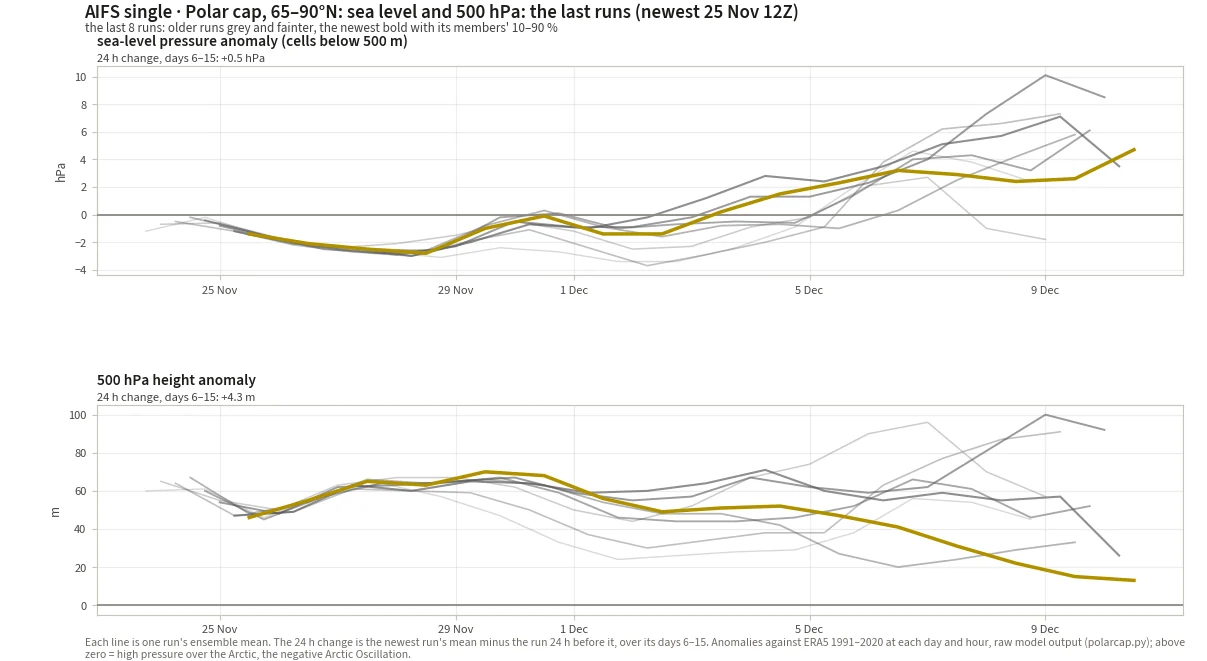 AIFS single · Polar cap, 65–90°N: sea level and 500 hPa: the last runs (newest 25 Nov 12Z)
the last 8 runs: older runs grey and fainter, the newest bold with its members' 10–90 %
sea-level pressure anomaly (cells below 500 m)
24 h change, days 6–15: +0.5 hPa
10
8
6
4
2
0
−2
−4
hPa
25 Nov
29 Nov
1 Dec
5 Dec
9 Dec
500 hPa height anomaly
24 h change, days 6–15: +4.3 m
100
80
60
40
20
0
m
25 Nov
29 Nov
1 Dec
5 Dec
9 Dec
Each line is one run's ensemble mean. The 24 h change is the newest run's mean minus the run 24 h before it, over its days 6–15. Anomalies against ERA5 1991–2020 at each day and hour, raw model output (polarcap.py); above
zero = high pressure over the Arctic, the negative Arctic Oscillation.